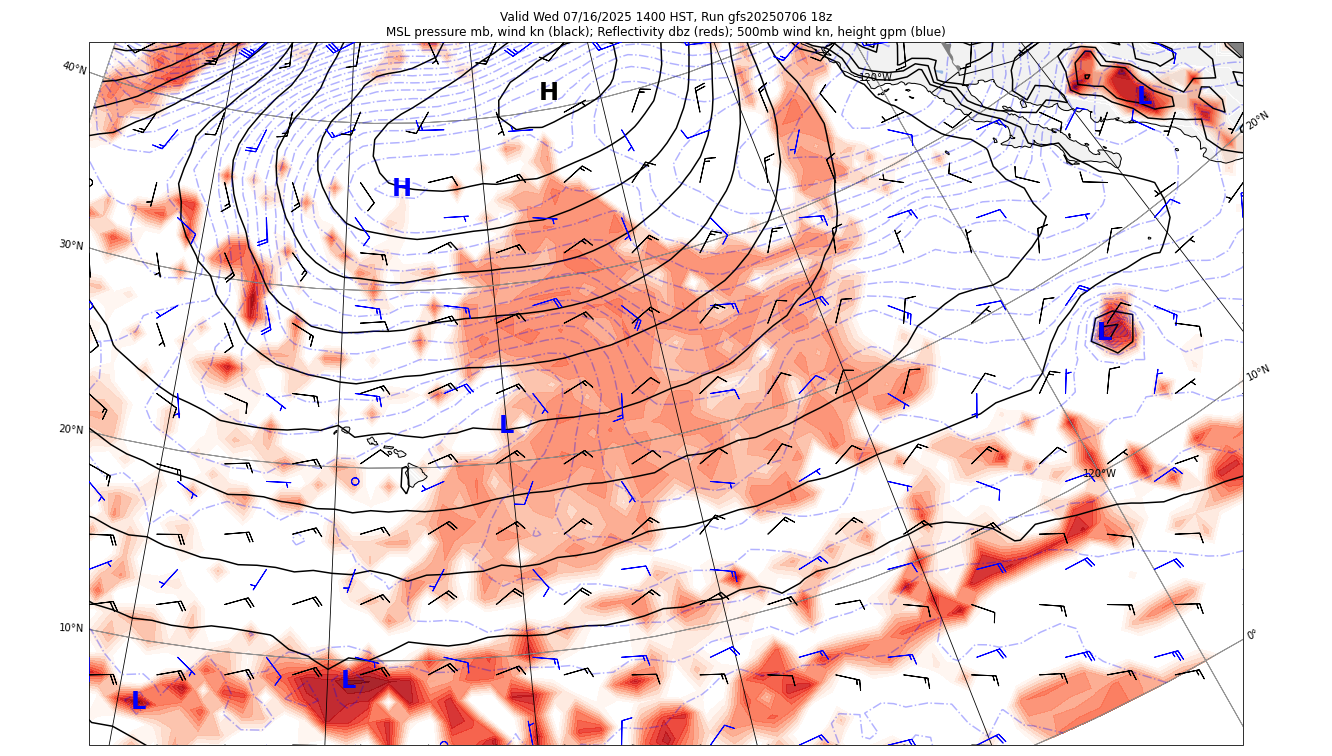 Valid Wed 07/16/2025 1400 HST, Run gfs20250706 18z
MSL pressure mb, wind kn (black); Reflectivity dbz (reds); 500mb wind kn, height gpm (blue)
40°N
120°W
H
L
20°N
H
30°N
L
10°N
20°N
L
120°W
10°N
0°
L
L